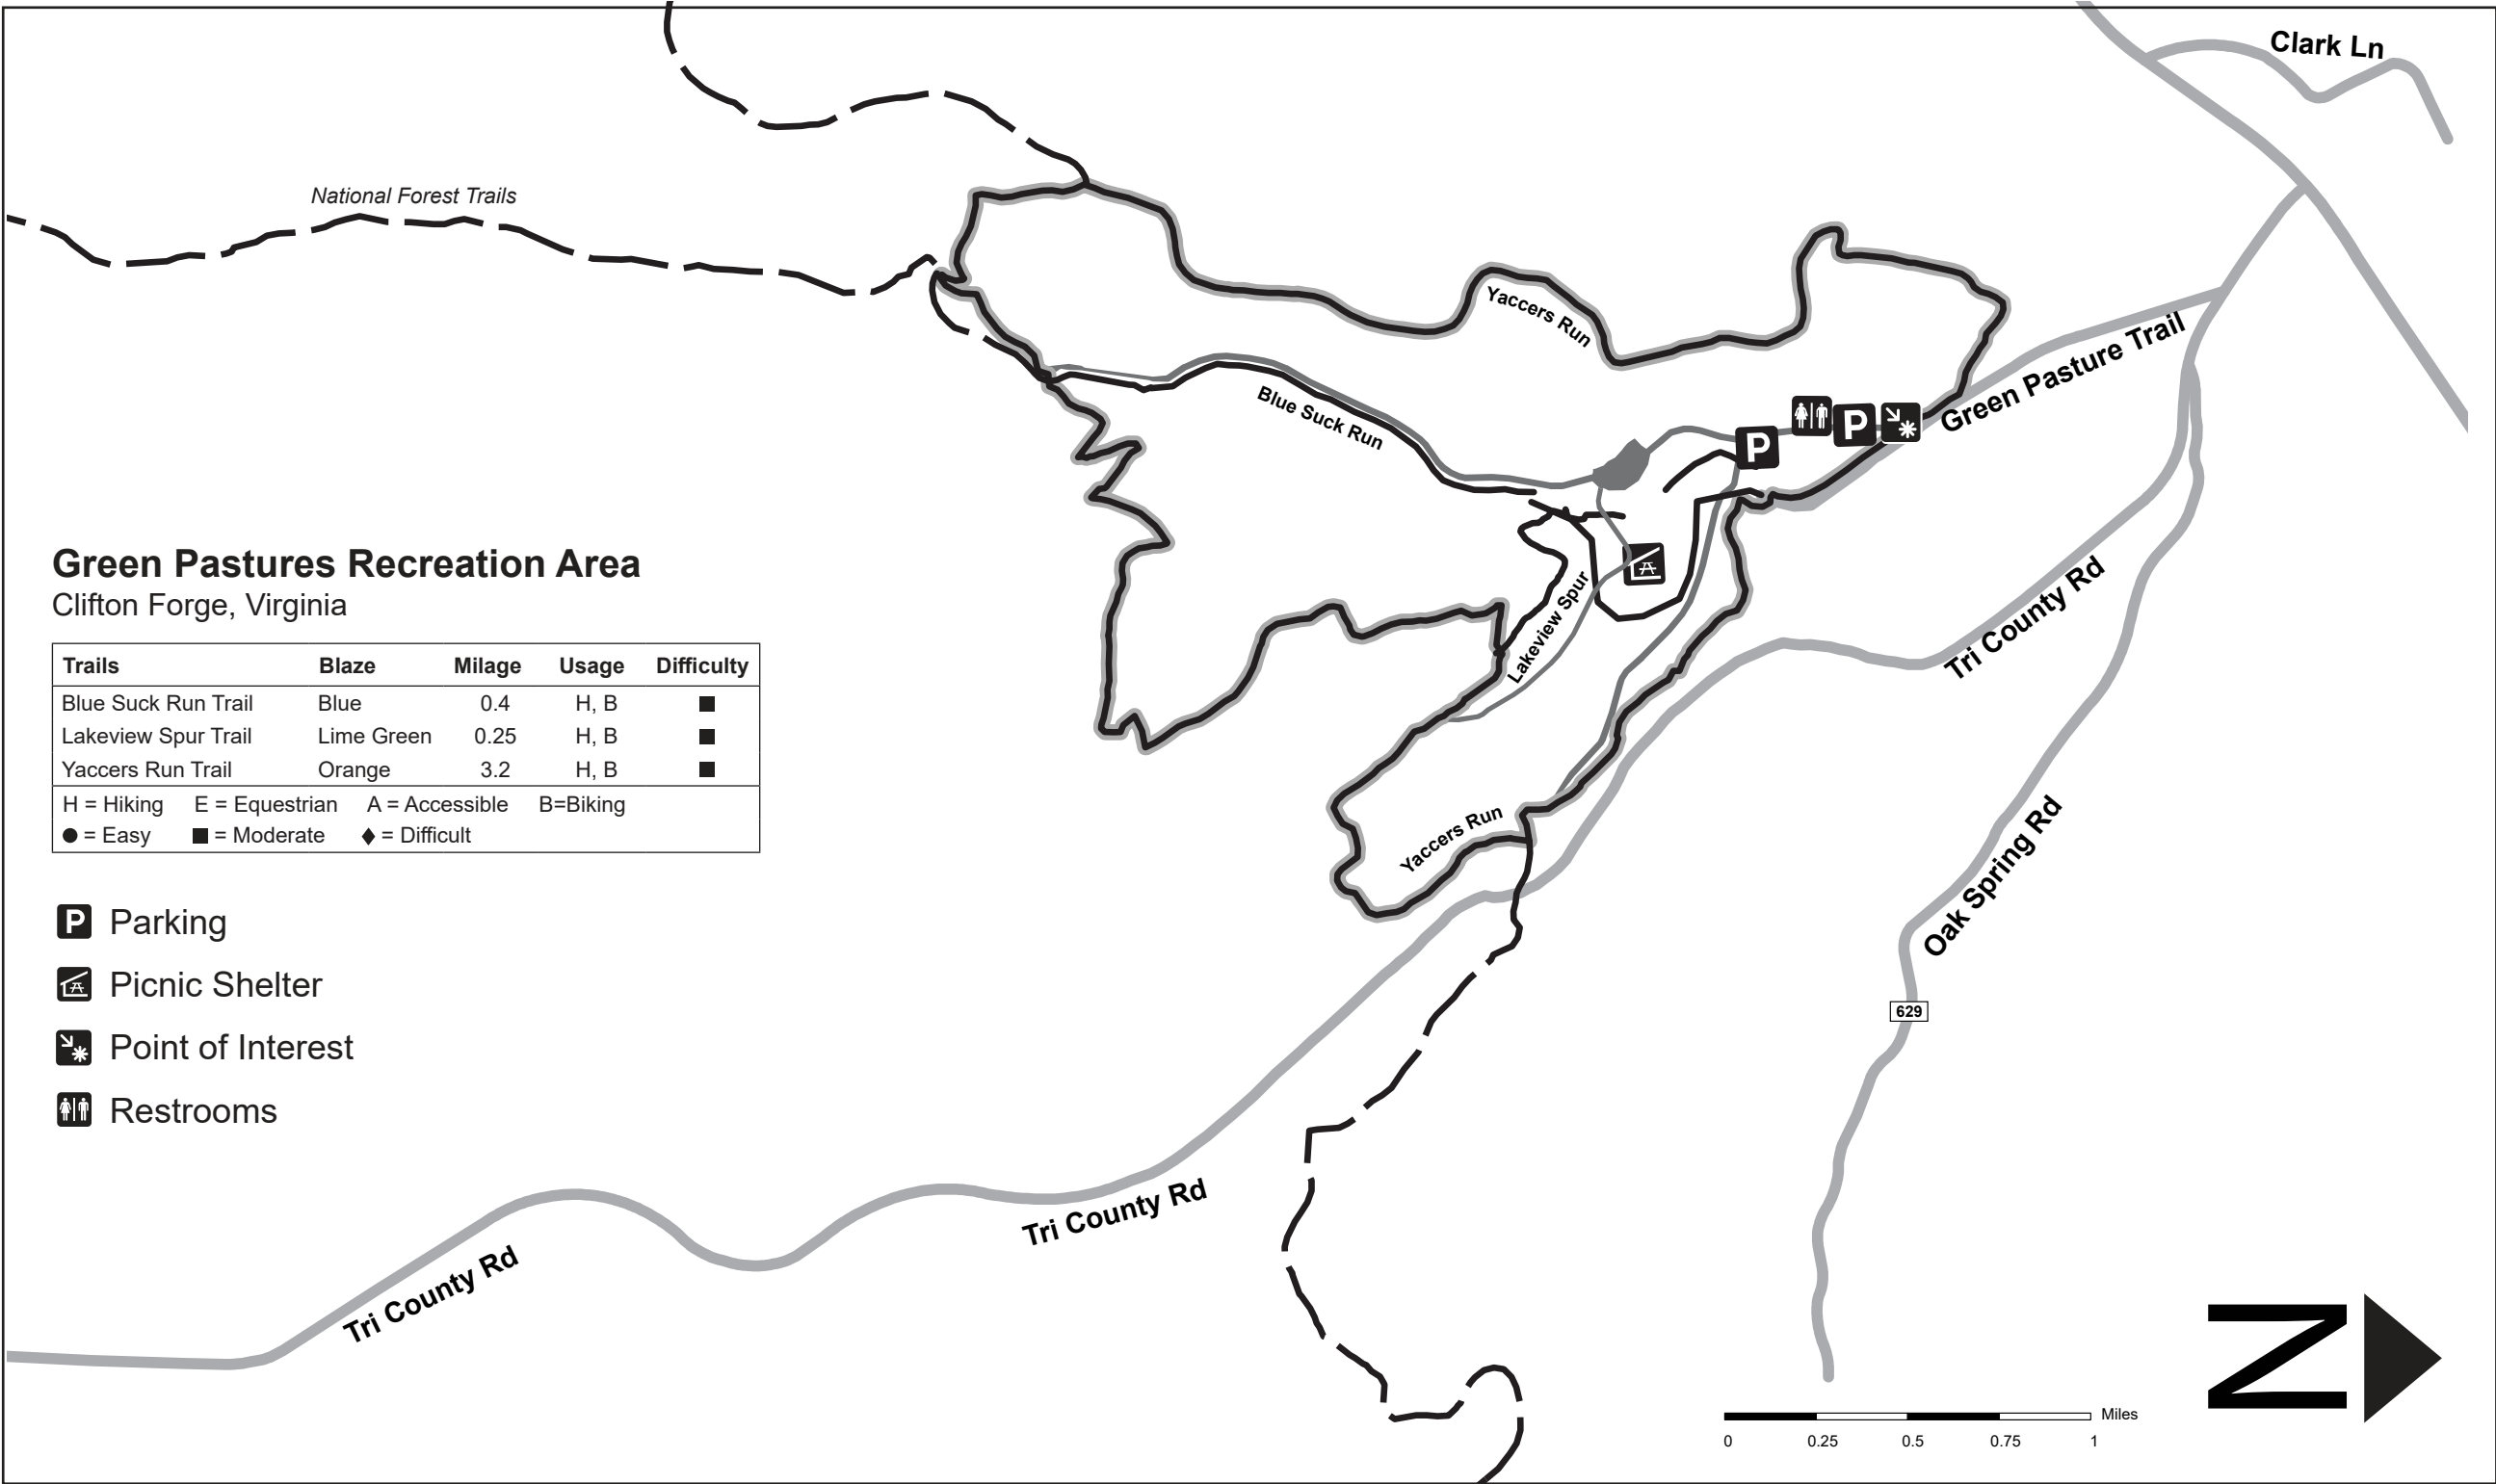 Clark Ln
National Forest Trails
Yaccers Run
Green Pasture Trail
Blue Suck Run
P
P
Lakeview Spur
Tri County Rd
Green Pastures Recreation Area
Clifton Forge, Virginia
Trails Blaze Milage Usage Difficulty
Blue Suck Run Trail Blue 0.4 H, B ■
Lakeview Spur Trail Lime Green 0.25 H, B ■
Yaccers Run Trail Orange 3.2 H, B ■
H = Hiking E = Equestrian A = Accessible B=Biking
● = Easy ■ = Moderate ♦ = Difficult
Yaccers Run
Oak Spring Rd
629
P Parking
Picnic Shelter
Point of Interest
Restrooms
Tri County Rd
Tri County Rd
Miles
0 0.25 0.5 0.75 1
N